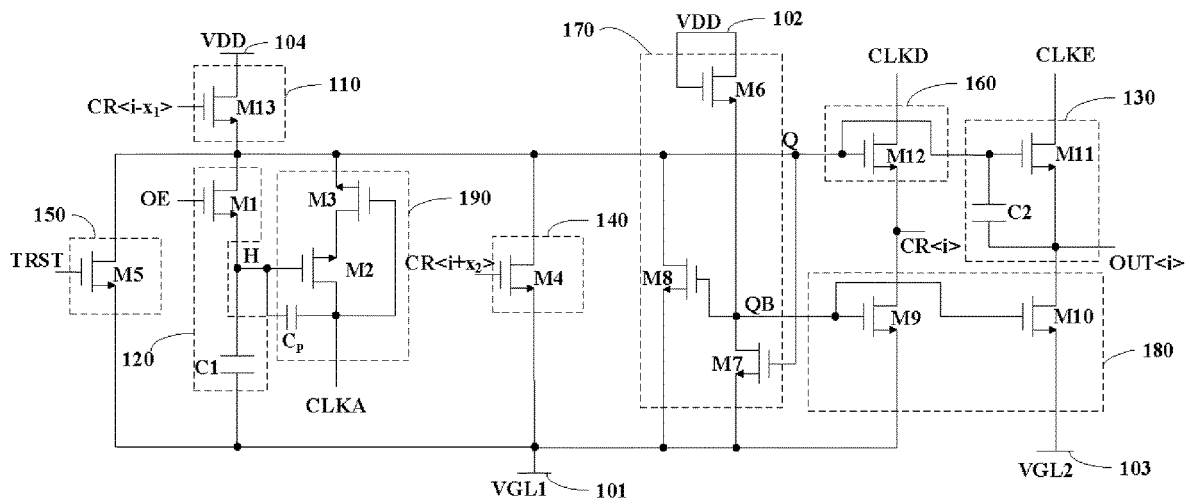 VDD
104
CR<i-x₁>
M13
110
170
VDD
102
M6
CLKD
CLKE
160
130
Q
M12
M11
OE
M1
M3
190
150
TRST
M5
H
M2
140
CR<i+x₂>
M4
M8
C2
CR<i>
OUT<i>
QB
M9
M10
120
C1
Cₚ
M7
180
CLKA
VGL1
101
VGL2
103